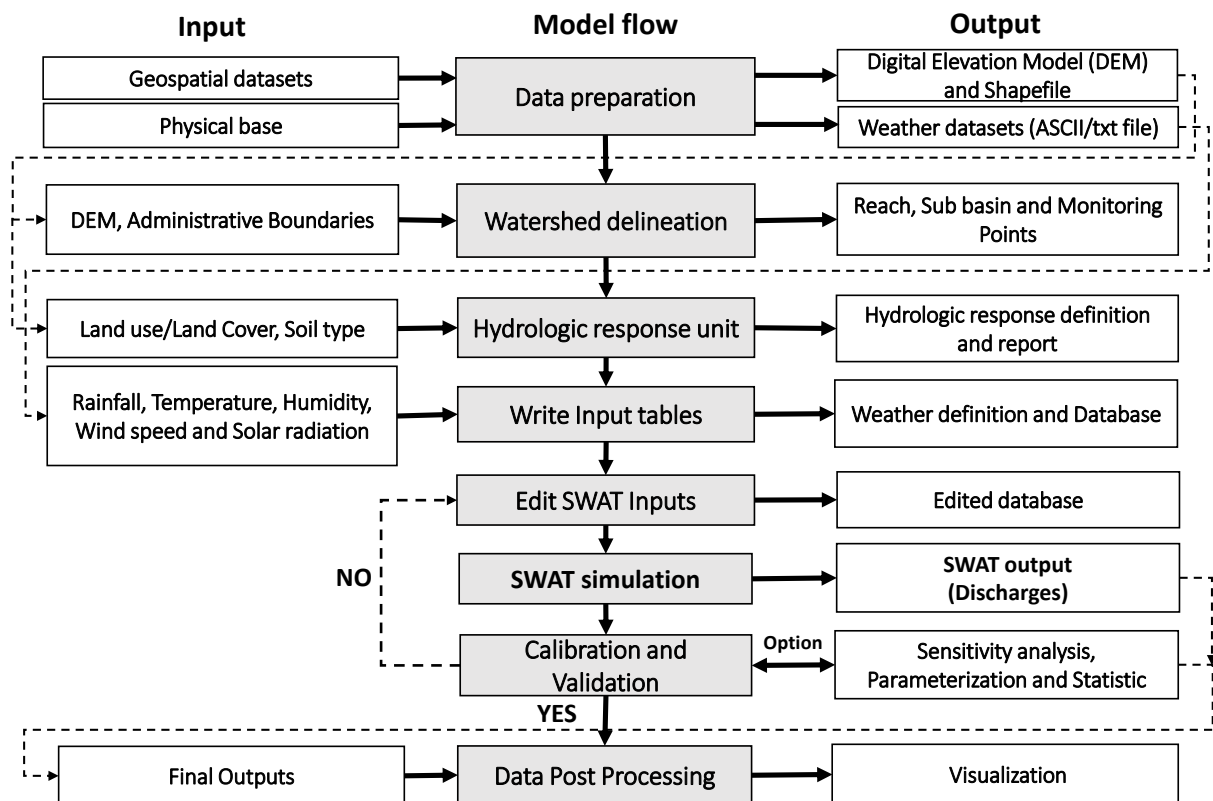 Input
Model flow
Output
Geospatial datasets
Data preparation
Digital Elevation Model (DEM)
and Shapefile
Physical base
Weather datasets (ASCII/txt file)
DEM, Administrative Boundaries
Watershed delineation
Reach, Sub basin and Monitoring
Points
Land use/Land Cover, Soil type
Hydrologic response unit
Hydrologic response definition
and report
Rainfall, Temperature, Humidity,
Wind speed and Solar radiation
Write Input tables
Weather definition and Database
Edit SWAT Inputs
Edited database
NO
SWAT simulation
SWAT output
(Discharges)
Calibration and
Validation
Option
Sensitivity analysis,
Parameterization and Statistic
YES
Final Outputs
Data Post Processing
Visualization